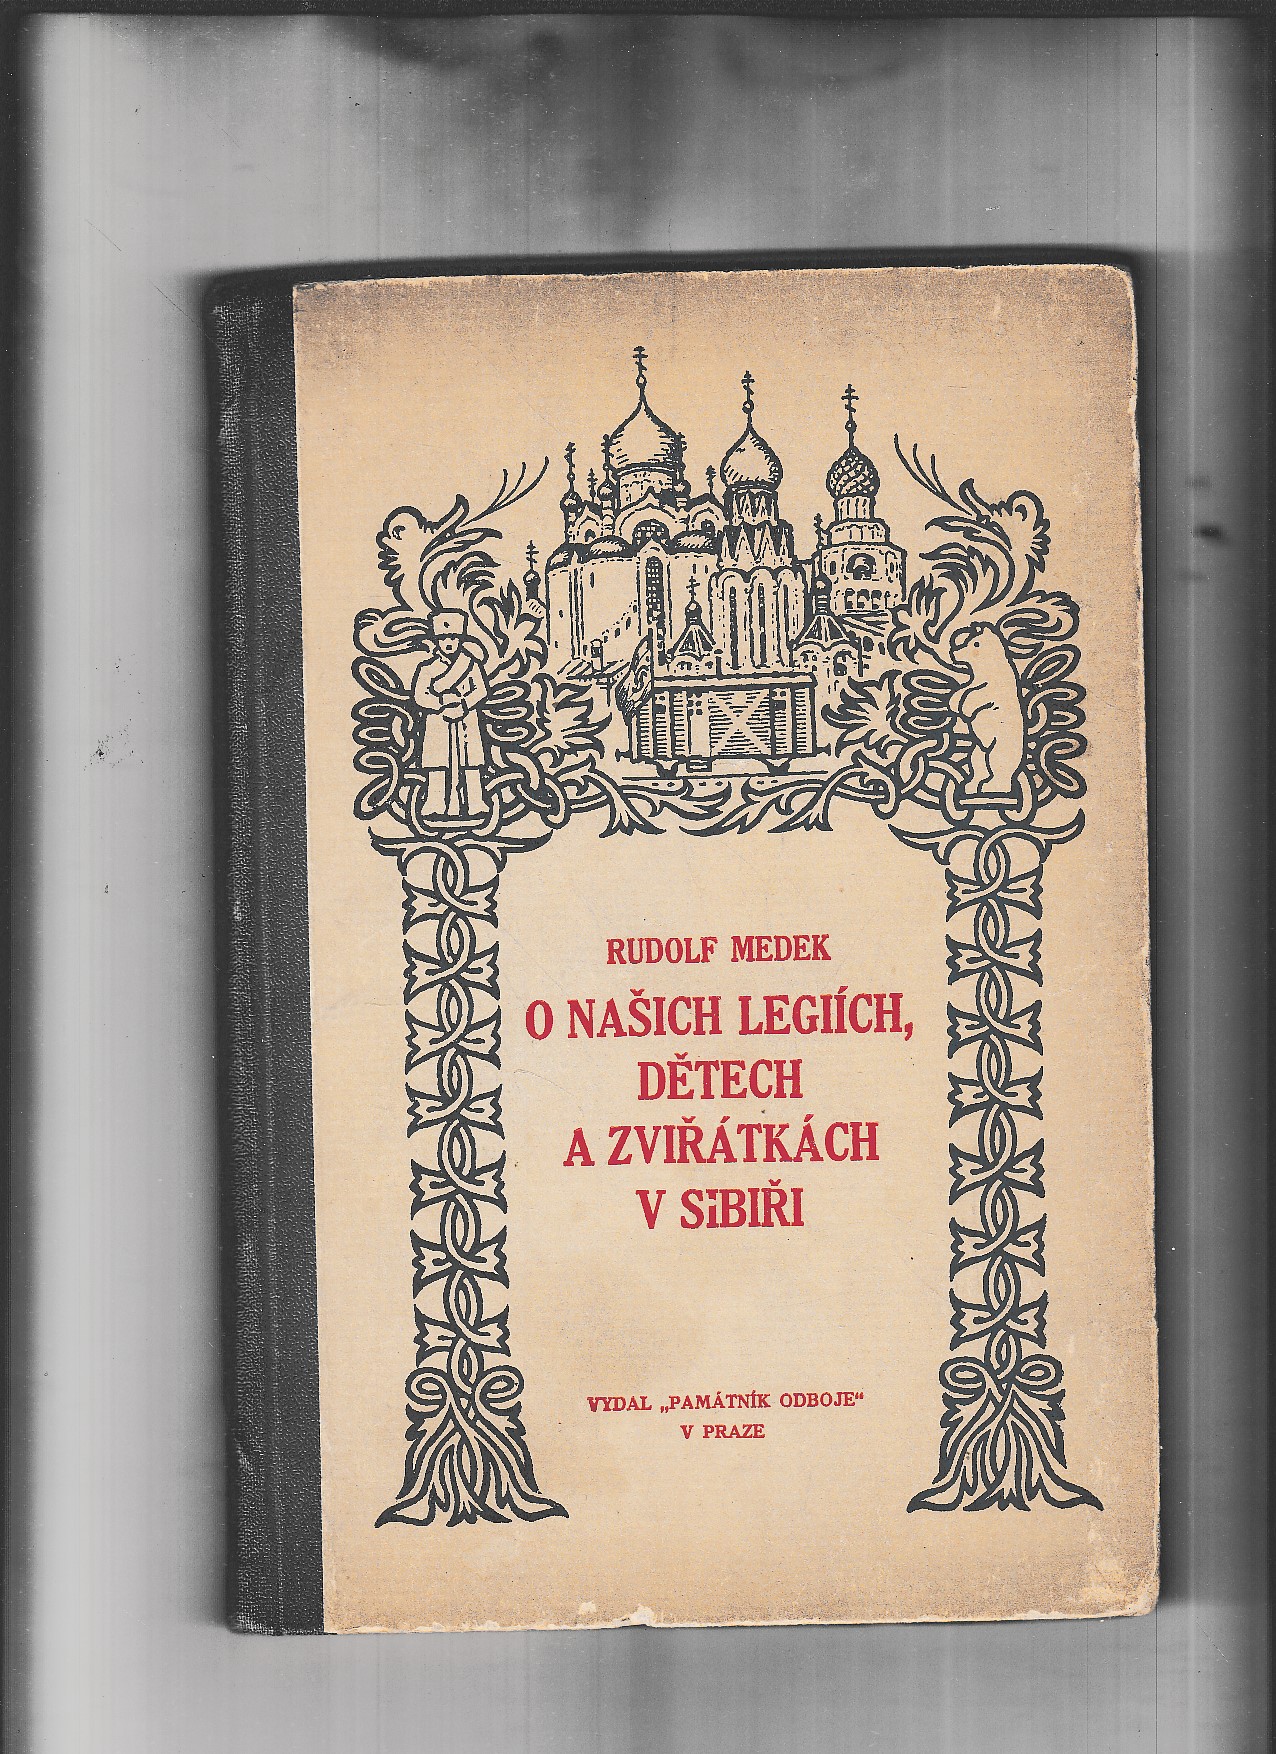 RUDOLF MEDEK
O NAŠICH LEGIÍCH,
DĚTECH
A ZVIŘÁTKÁCH
V SIBIŘI
VYDAL „PAMÁTNÍK ODBOJE“
V PRAZE